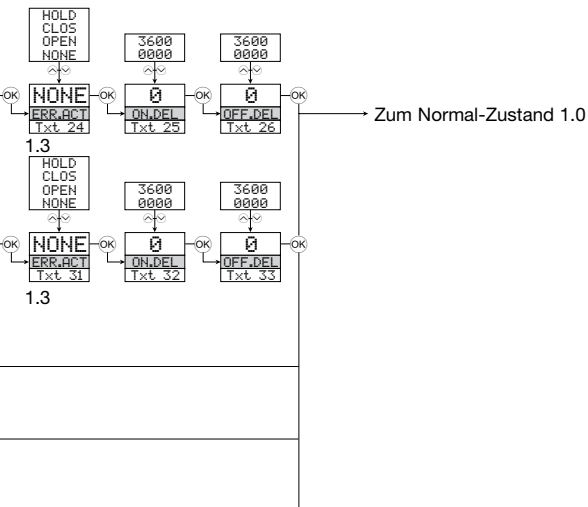 HOLD
CLOS
OPEN
NONE
3600
0000
3600
0000
OK
NONE
OK
0
OK
0
OK
ERR.ACT
ON.DEL
OFF.DEL
Txt 24
Txt 25
Txt 26
Zum Normal-Zustand 1.0
1.3
HOLD
CLOS
OPEN
NONE
3600
0000
3600
0000
OK
NONE
OK
0
OK
0
OK
ERR.ACT
ON.DEL
OFF.DEL
Txt 31
Txt 32
Txt 33
1.3